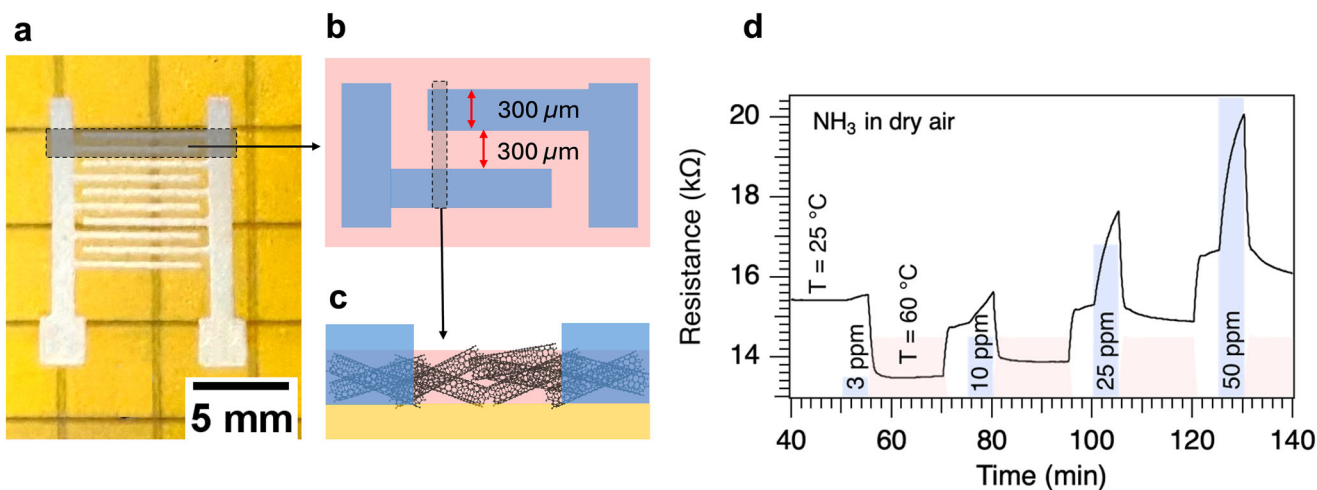 a
5 mm
b
300 µm
300 µm
c
d
NH₃ in dry air
Resistance (kΩ)
20
18
16
14
T = 25 °C
3 ppm
T = 60 °C
10 ppm
25 ppm
50 ppm
40
60
80
100
120
140
Time (min)